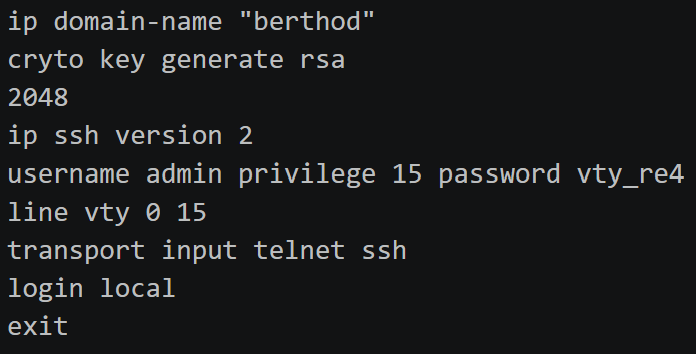 ip domain-name "berthod"
cryto key generate rsa
2048
ip ssh version 2
username admin privilege 15 password vty_re4
line vty 0 15
transport input telnet ssh
login local
exit